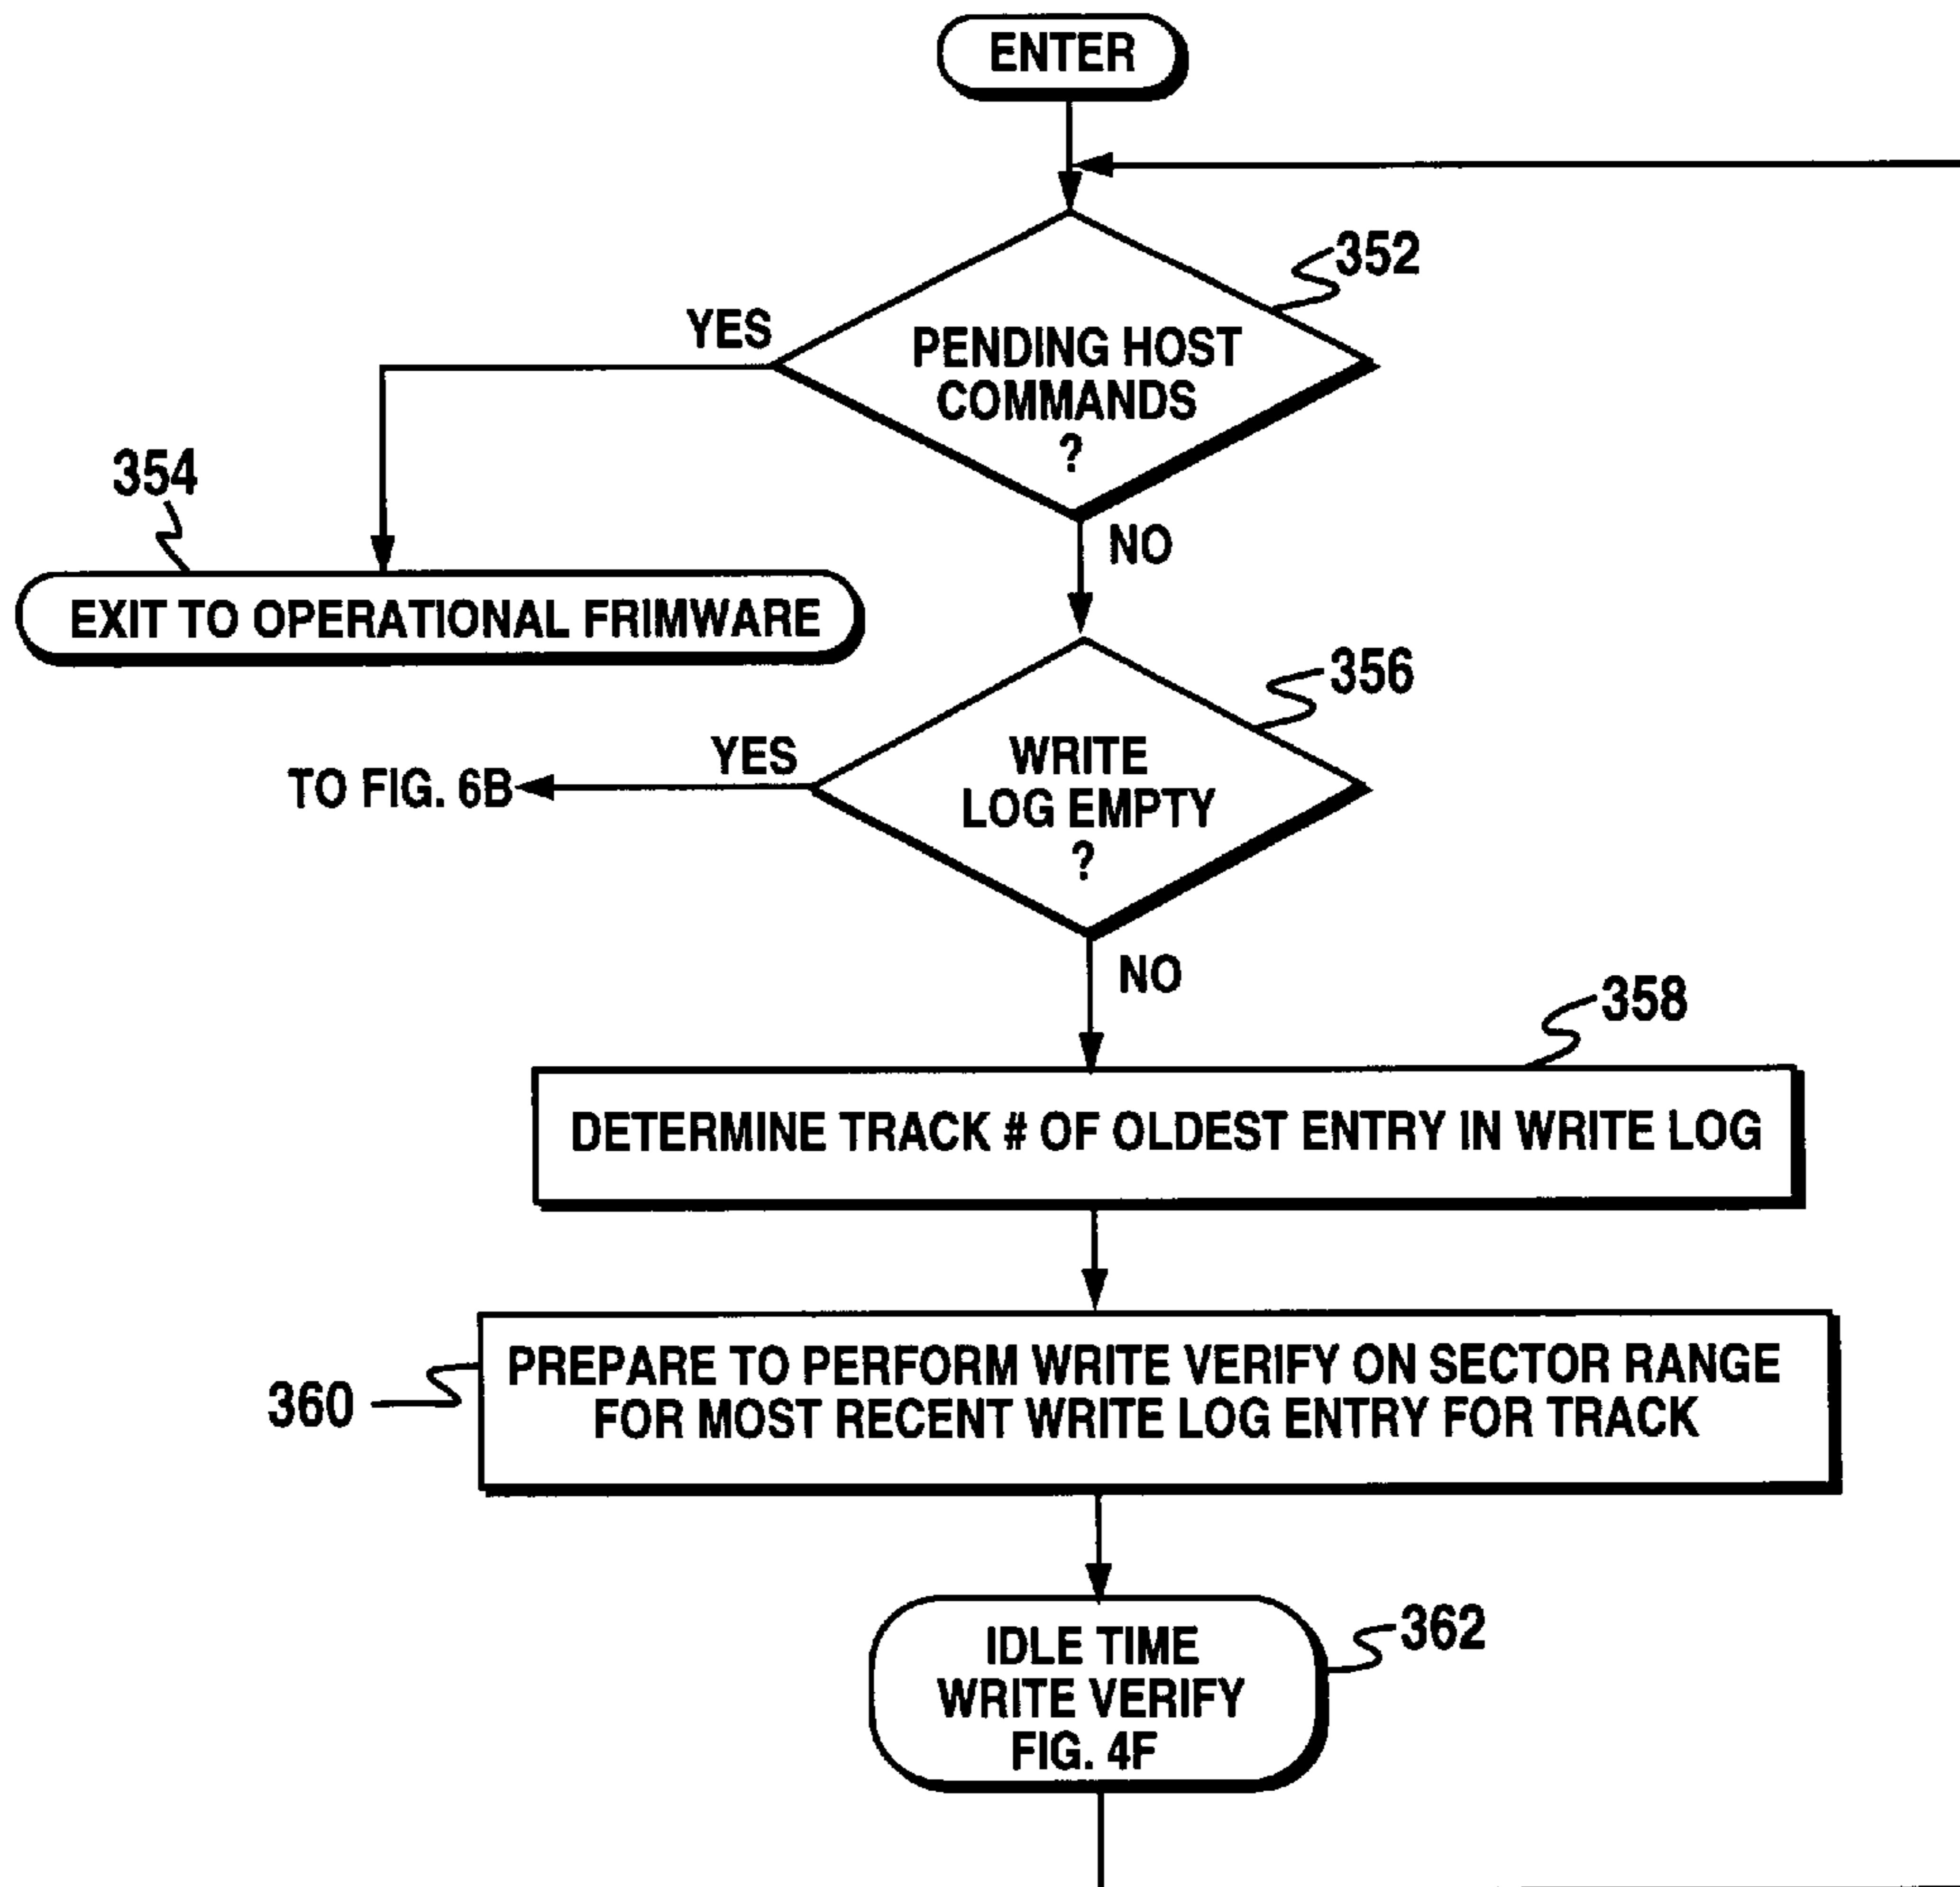 ENTER
352
YES
PENDING HOST
COMMANDS
?
354
NO
EXIT TO OPERATIONAL FRIMWARE
356
YES
WRITE
TO FIG. 6B
LOG EMPTY
?
NO
358
DETERMINE TRACK # OF OLDEST ENTRY IN WRITE LOG
PREPARE TO PERFORM WRITE VERIFY ON SECTOR RANGE
360
FOR MOST RECENT WRITE LOG ENTRY FOR TRACK
362
IDLE TIME
WRITE VERIFY
FIG. 4F